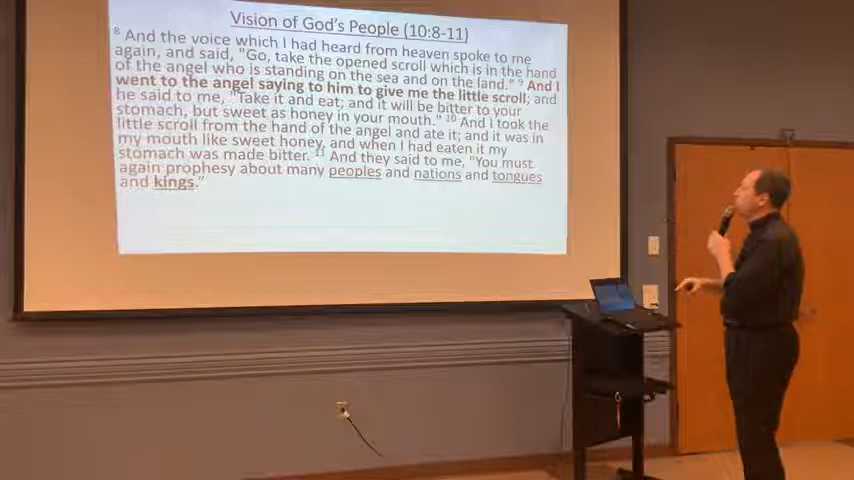 Vision of God's People (10:8-11)
8 And the voice which I had heard from heaven spoke to me
again, and said, "Go, take the opened scroll which is in the hand
of the angel who is standing on the sea and on the land." 9 And I
went to the angel saying to him to give me the little scroll; and
he said to me, "Take it and eat; and it will be bitter to your
stomach, but sweet as honey in your mouth." 10 And I took the
little scroll from the hand of the angel and ate it; and it was in
my mouth like sweet honey, and when I had eaten it my
stomach was made bitter. 11 And they said to me, "You must
again prophesy about many peoples and nations and tongues
and kings."